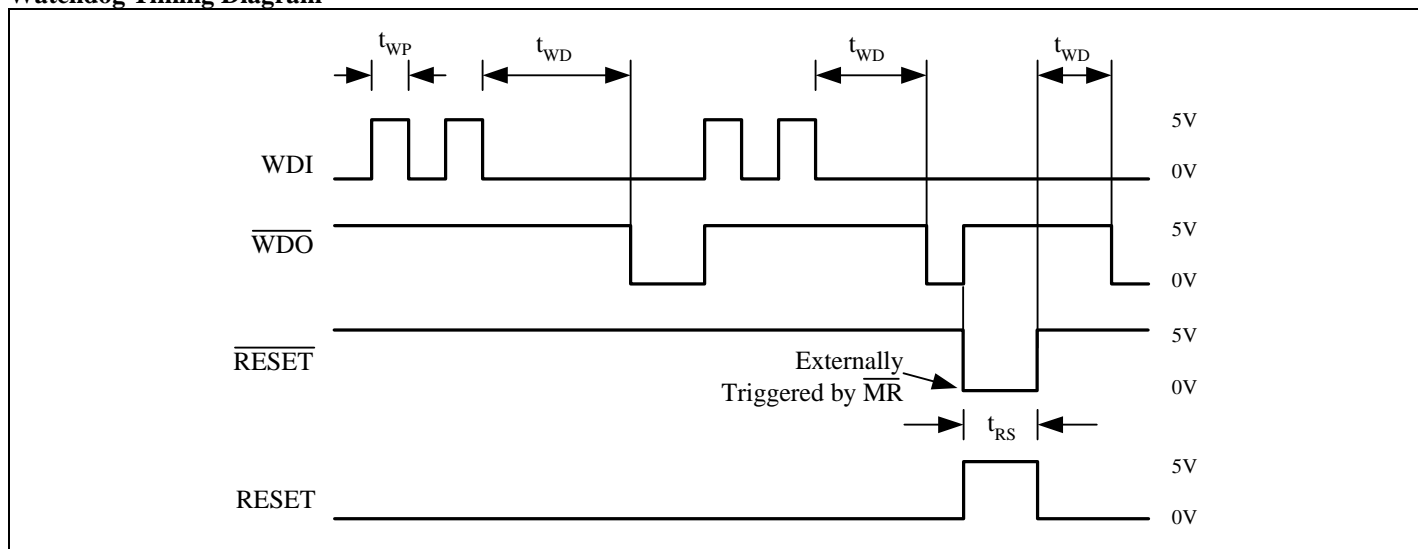 Watchdog Timing Diagram
tWP
tWD
tWD
tWD
WDI
5V
0V
WDO
5V
0V
RESET
5V
0V
Externally
Triggered by MR
tRS
RESET
5V
0V